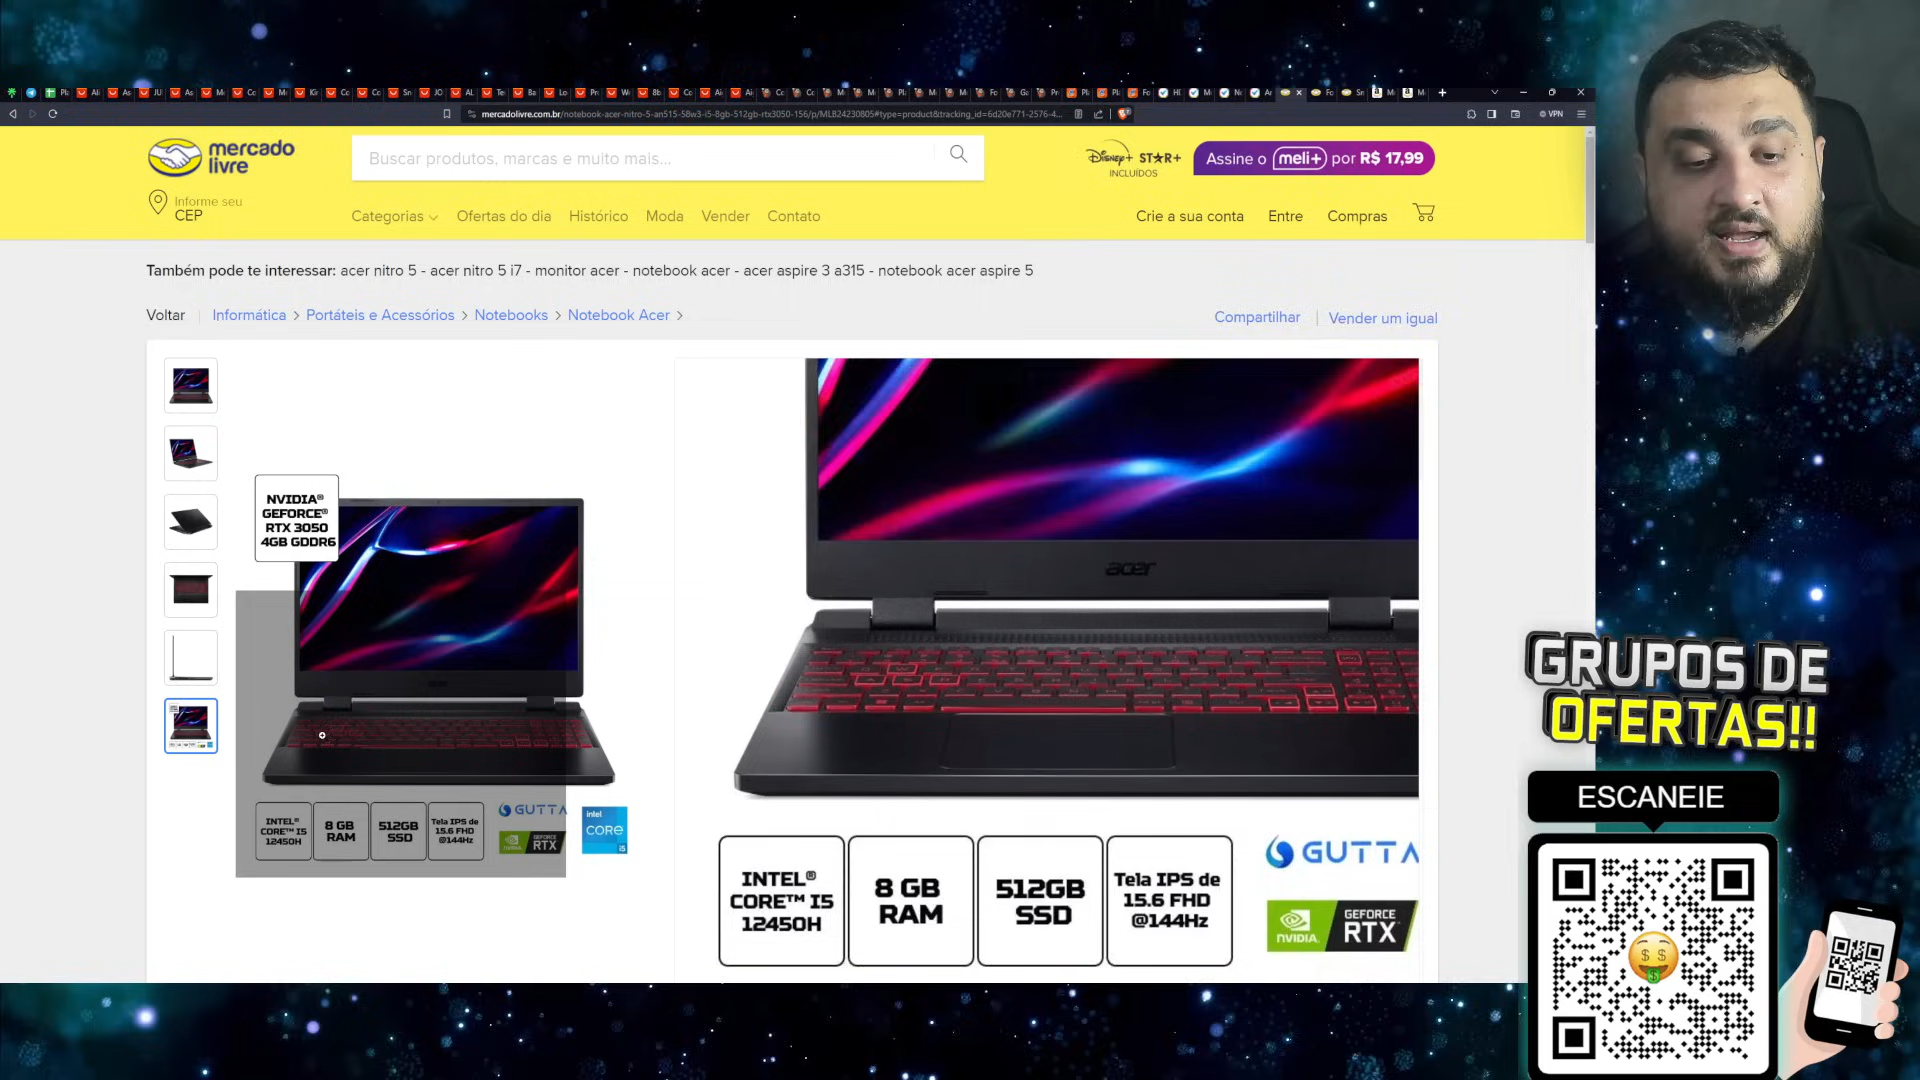 mercadolivre.com.br/notebook-acer-nitro-5-an515-58w3-i5-8gb-512gb-rtx3050-156/p/MLB24230805#type=product&tracking_id=6d20e771-2576-4...
VPN
mercado
livre
Buscar produtos, marcas e muito mais...
Disney+ STAR+
INCLUÍDOS
Assine o meli+ por R$ 17,99
Informe seu
CEP
Categorias
Ofertas do dia
Histórico
Moda
Vender
Contato
Crie a sua conta
Entre
Compras
Também pode te interessar: acer nitro 5 - acer nitro 5 i7 - monitor acer - notebook acer - acer aspire 3 a315 - notebook acer aspire 5
Voltar
Informática > Portáteis e Acessórios > Notebooks > Notebook Acer >
Compartilhar
Vender um igual
NVIDIA®
GEFORCE®
RTX 3050
4GB GDDR6
INTEL®
CORE™ I5
12450H
8 GB
RAM
512GB
SSD
Tela IPS de
15.6 FHD
@144Hz
GUTTA
GEFORCE
RTX
intel
CORE
i5
acer
INTEL®
CORE™ I5
12450H
8 GB
RAM
512GB
SSD
Tela IPS de
15.6 FHD
@144Hz
GUTTA
NVIDIA.
GEFORCE
RTX
GRUPOS DE
OFERTAS!!
ESCANEIE